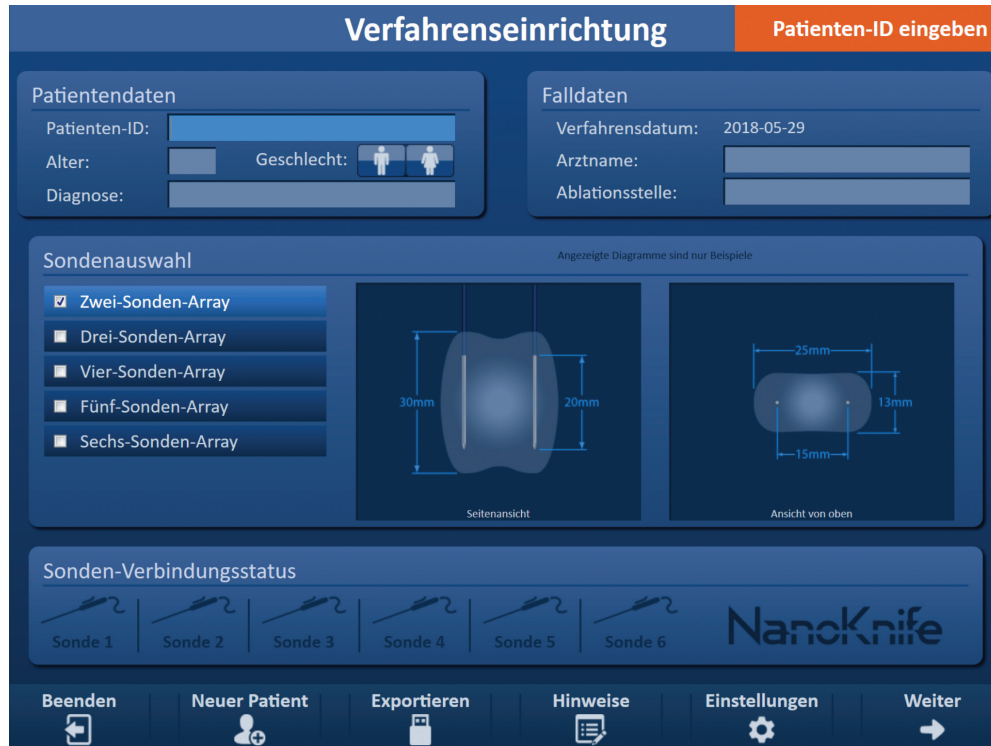 Verfahrenseinrichtung
Patienten-ID eingeben
Patientendaten
Patienten-ID:
Alter:
Geschlecht:
Diagnose:
Falldaten
Verfahrensdatum: 2018-05-29
Arztname:
Ablationsstelle:
Sondenauswahl
Angezeigte Diagramme sind nur Beispiele
Zwei-Sonden-Array
Drei-Sonden-Array
Vier-Sonden-Array
Fünf-Sonden-Array
Sechs-Sonden-Array
30mm
20mm
Seitenansicht
25mm
13mm
15mm
Ansicht von oben
Sonden-Verbindungsstatus
Sonde 1
Sonde 2
Sonde 3
Sonde 4
Sonde 5
Sonde 6
NanoKnife
Beenden
Neuer Patient
Exportieren
Hinweise
Einstellungen
Weiter